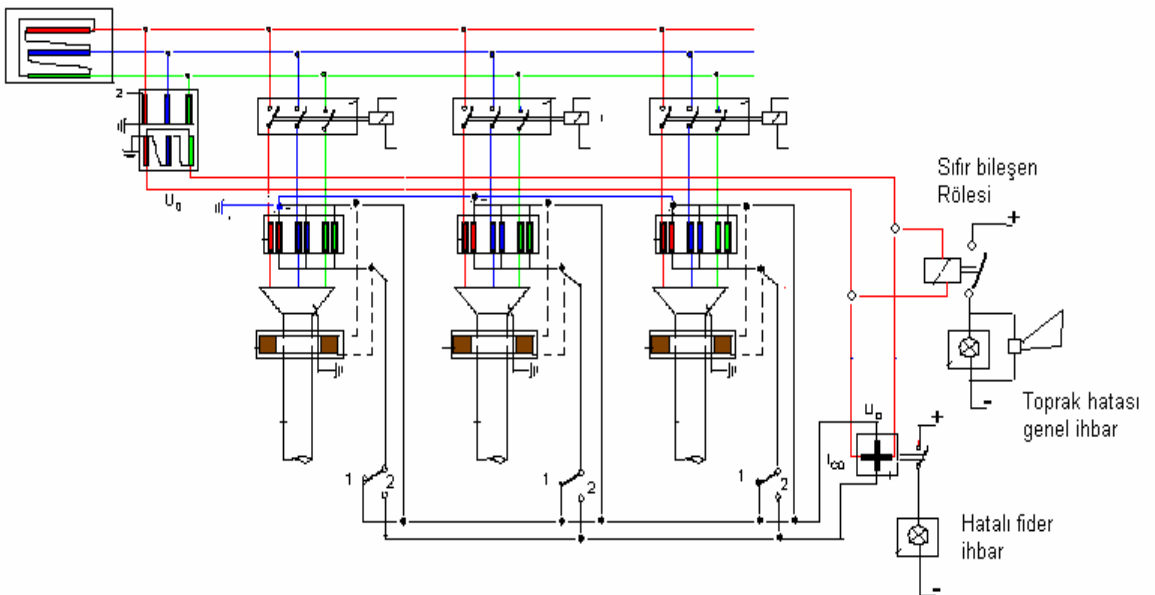 2
U₀
Sıfır bileşen
Rölesi
+
-
Toprak hatası
genel ihbar
U₀
+
1
2
1
2
1
2
Hatalı fider
ihbar
-